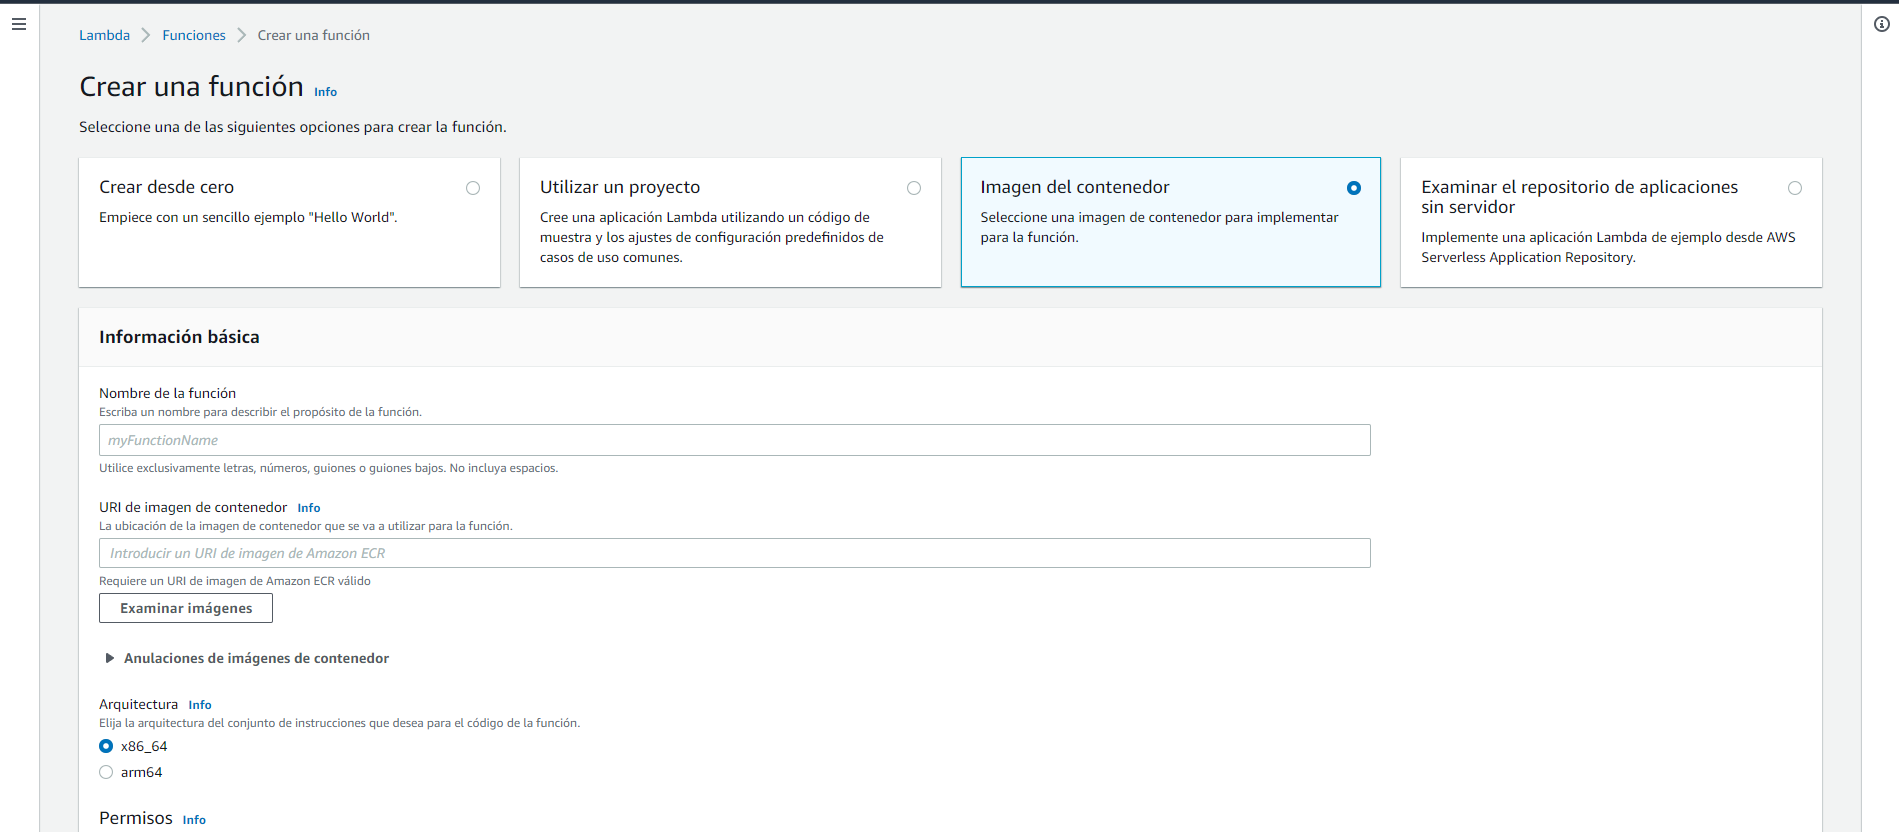 Lambda > Funciones > Crear una función
Crear una función Info
Seleccione una de las siguientes opciones para crear la función.
Crear desde cero
Empiece con un sencillo ejemplo "Hello World".
Utilizar un proyecto
Cree una aplicación Lambda utilizando un código de
muestra y los ajustes de configuración predefinidos de
casos de uso comunes.
Imagen del contenedor
Seleccione una imagen de contenedor para implementar
para la función.
Examinar el repositorio de aplicaciones
sin servidor
Implemente una aplicación Lambda de ejemplo desde AWS
Serverless Application Repository.
Información básica
Nombre de la función
Escriba un nombre para describir el propósito de la función.
myFunctionName
Utilice exclusivamente letras, números, guiones o guiones bajos. No incluya espacios.
URI de imagen de contenedor Info
La ubicación de la imagen de contenedor que se va a utilizar para la función.
Introducir un URI de imagen de Amazon ECR
Requiere un URI de imagen de Amazon ECR válido
Examinar imágenes
Anulaciones de imágenes de contenedor
Arquitectura Info
Elija la arquitectura del conjunto de instrucciones que desea para el código de la función.
x86_64
arm64
Permisos Info